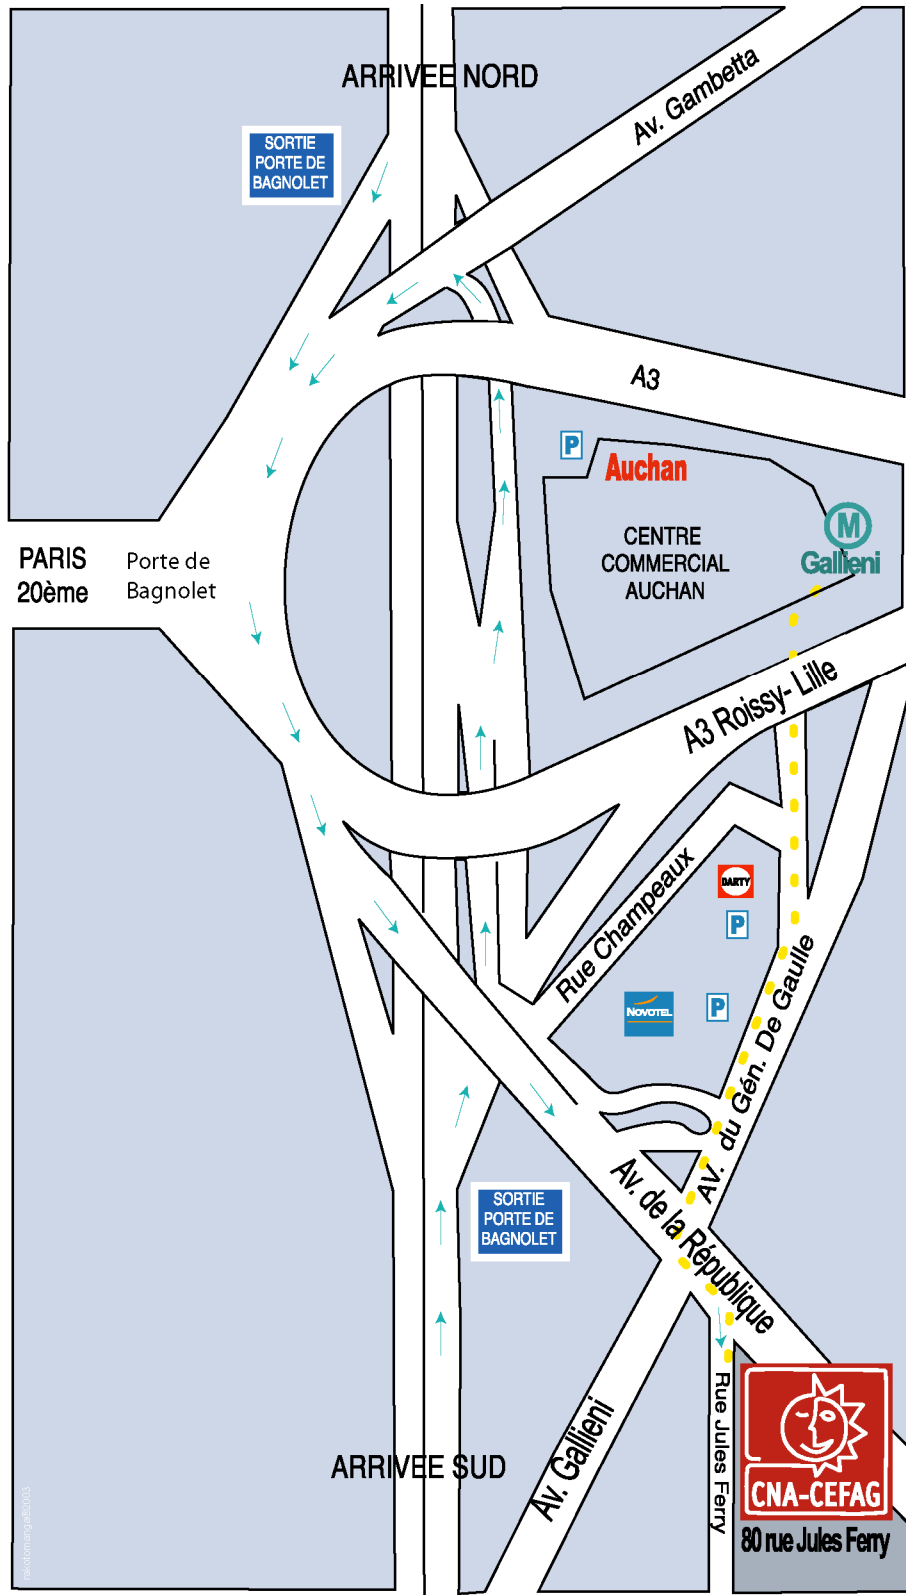 ARRIVEE NORD
Av. Gambetta
SORTIE
PORTE DE
BAGNOLET
A3
P
Auchan
M
Gallieni
CENTRE
COMMERCIAL
AUCHAN
PARIS
20ème
Porte de
Bagnolet
A3 Roissy- Lille
Rue Champeaux
DARTY
P
NOVOTEL
P
AV. du Gén. De Gaulle
Av. de la République
SORTIE
PORTE DE
BAGNOLET
ARRIVEE SUD
Av. Gallieni
Rue Jules Ferry
CNA-CEFAG
80 rue Jules Ferry
rakotomanga©2003